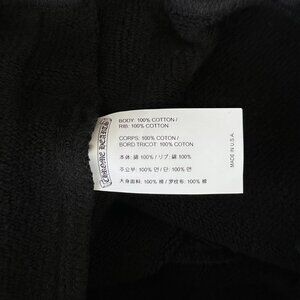 CHROME HEARTS
BODY: 100% COTTON /
RIB: 100% COTTON
CORPS: 100% COTON /
BORD TRICOT: 100% COTON
本体: 綿 100% / リブ: 綿 100%
주요부: 100% 면 / 단: 100% 면
大身面料: 100% 棉 / 罗纹布: 100% 棉
MADE IN U.S.A.